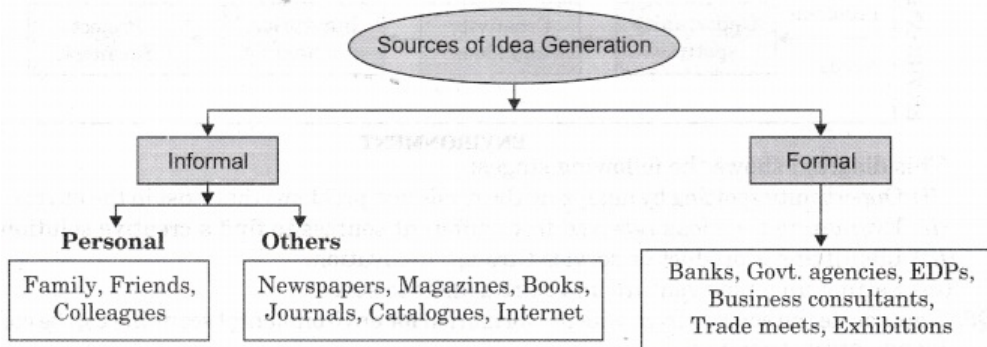 Sources of Idea Generation
Informal
Formal
Personal
Others
Family, Friends,
Colleagues
Newspapers, Magazines, Books,
Journals, Catalogues, Internet
Banks, Govt. agencies, EDPs,
Business consultants,
Trade meets, Exhibitions